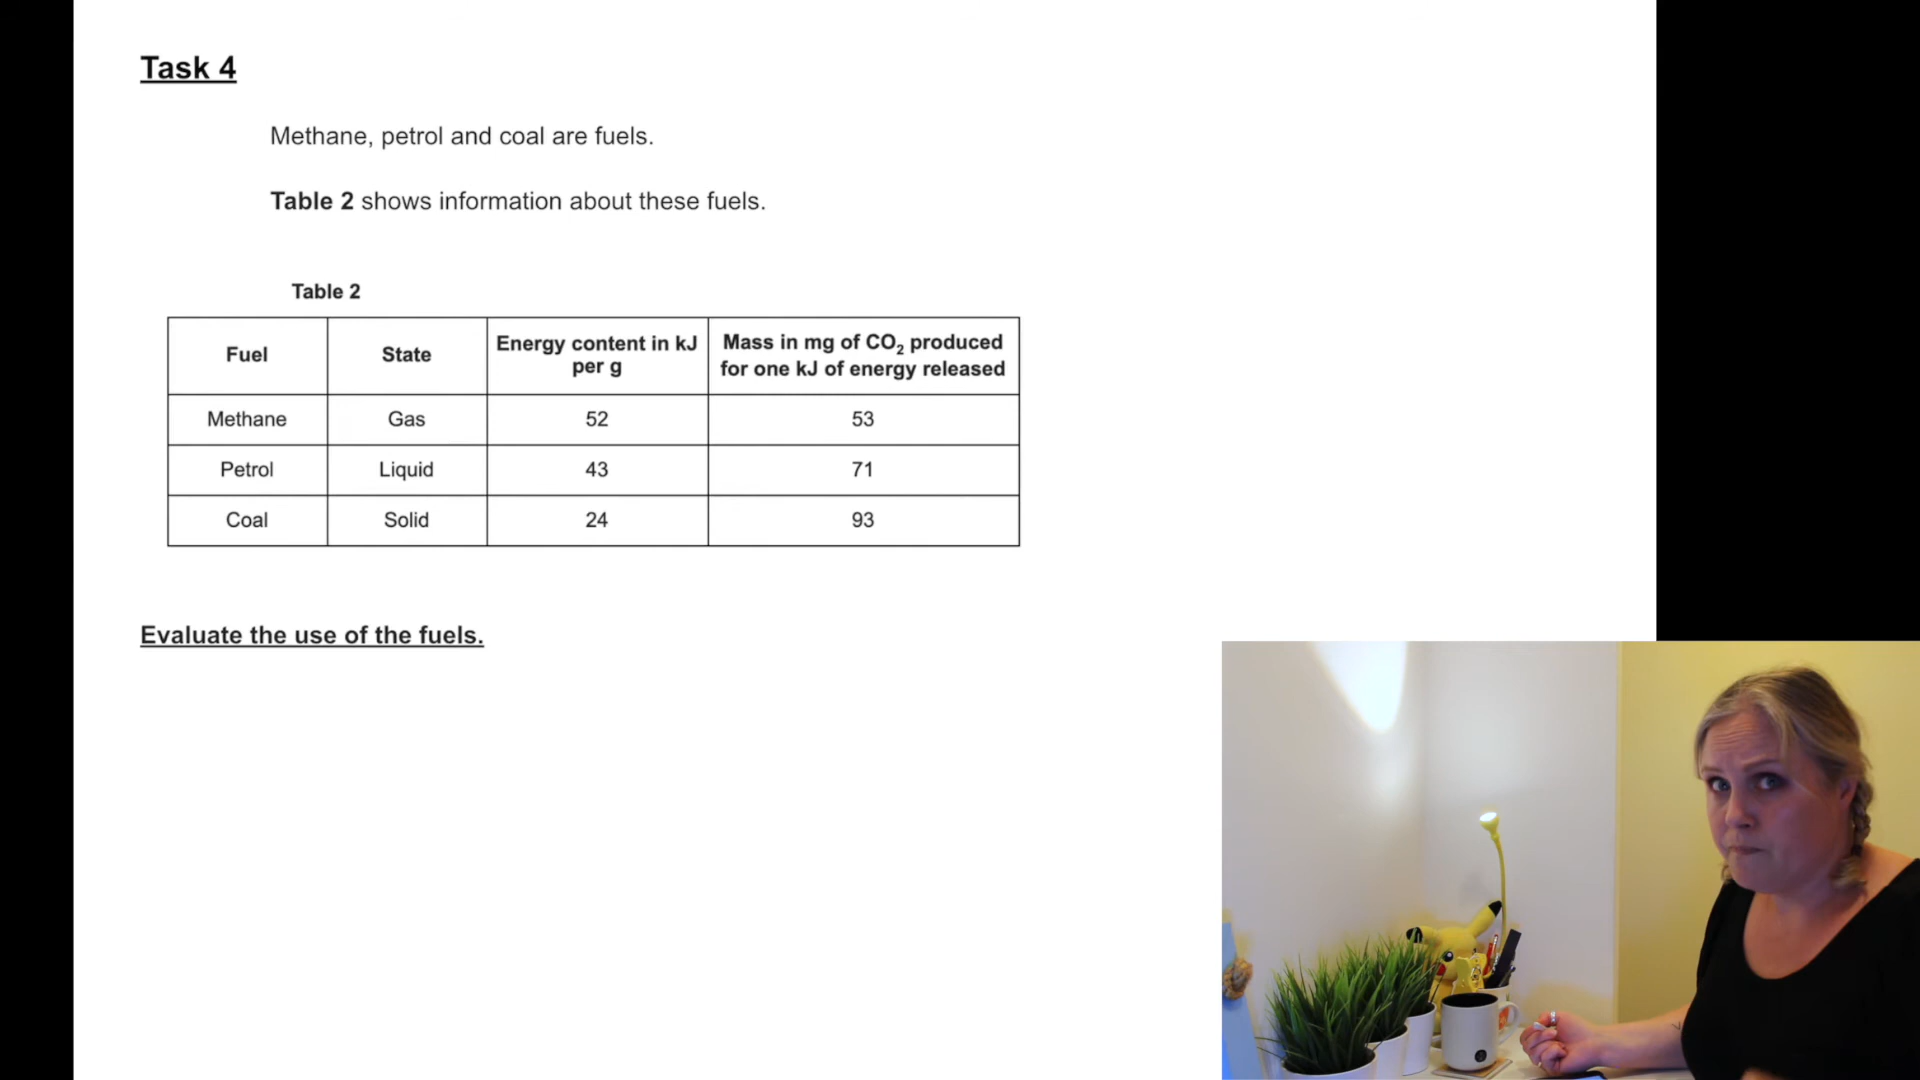 Task 4
Methane, petrol and coal are fuels.
Table 2 shows information about these fuels.
Table 2
Fuel State Energy content in kJ per g Mass in mg of CO₂ produced for one kJ of energy released
Methane Gas 52 53
Petrol Liquid 43 71
Coal Solid 24 93
Evaluate the use of the fuels.